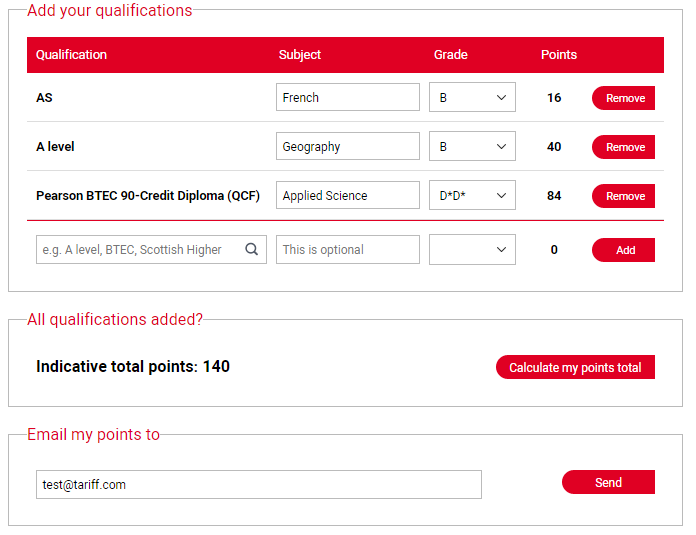 Add your qualifications
Qualification Subject Grade Points
AS French B 16 Remove
A level Geography B 40 Remove
Pearson BTEC 90-Credit Diploma (QCF) Applied Science D*D* 84 Remove
e.g. A level, BTEC, Scottish Higher This is optional 0 Add
All qualifications added?
Indicative total points: 140 Calculate my points total
Email my points to
test@tariff.com Send